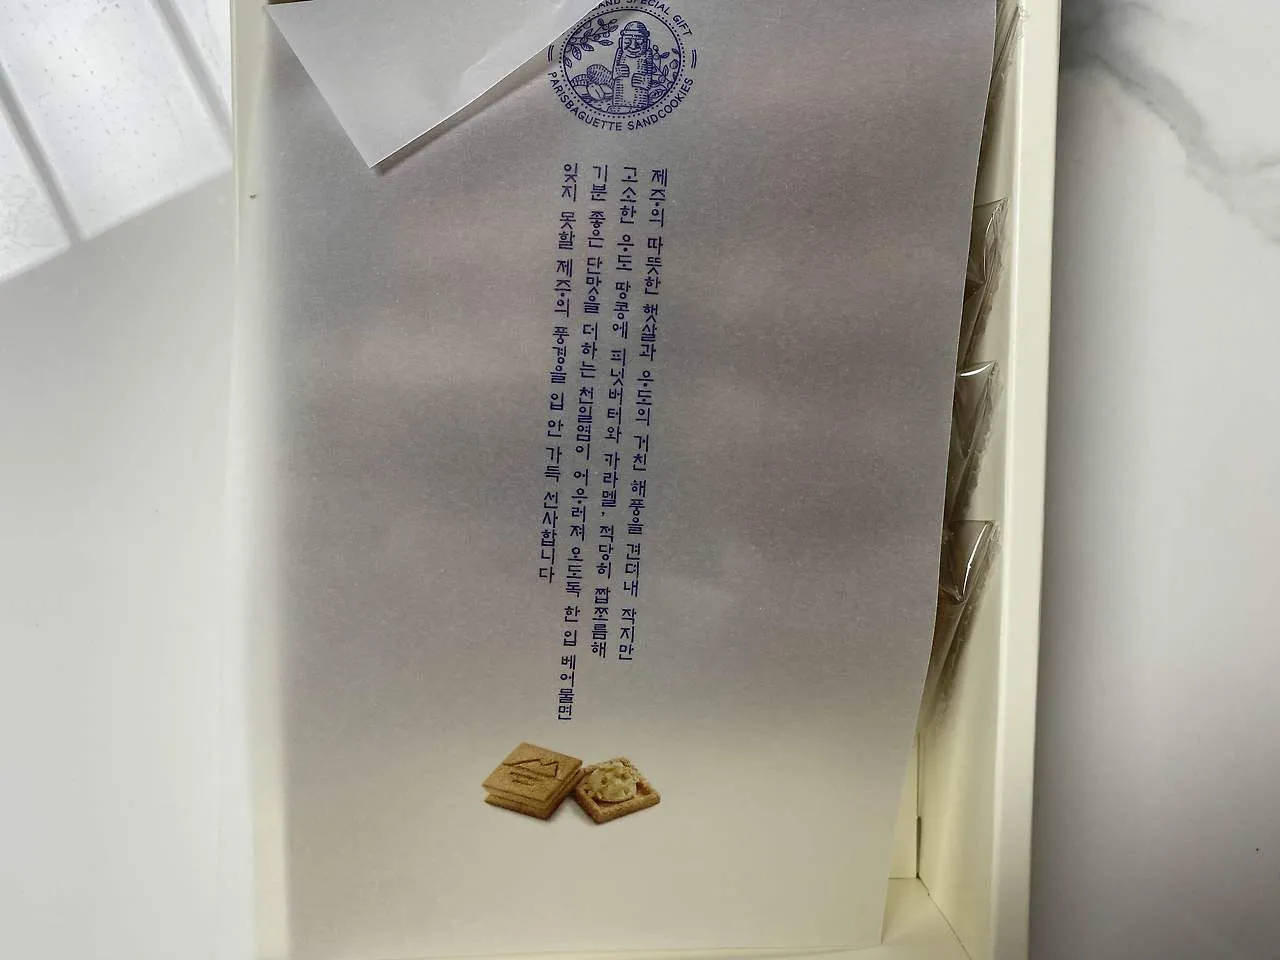 AND SPECIAL GIFT
PARISBAGUETTE SANDCOOKIES
제주의 따뜻한 햇살과 우도의 거친 해풍을 견뎌내 작지만
고소한 우도 땅콩에 피넛버터와 카라멜, 적당히 짭쪼름해
기분 좋은 단맛을 더하는 천일염이 어우러져 오도독 한 입 베어물면
잊지 못할 제주의 풍경을 입 안 가득 선사합니다